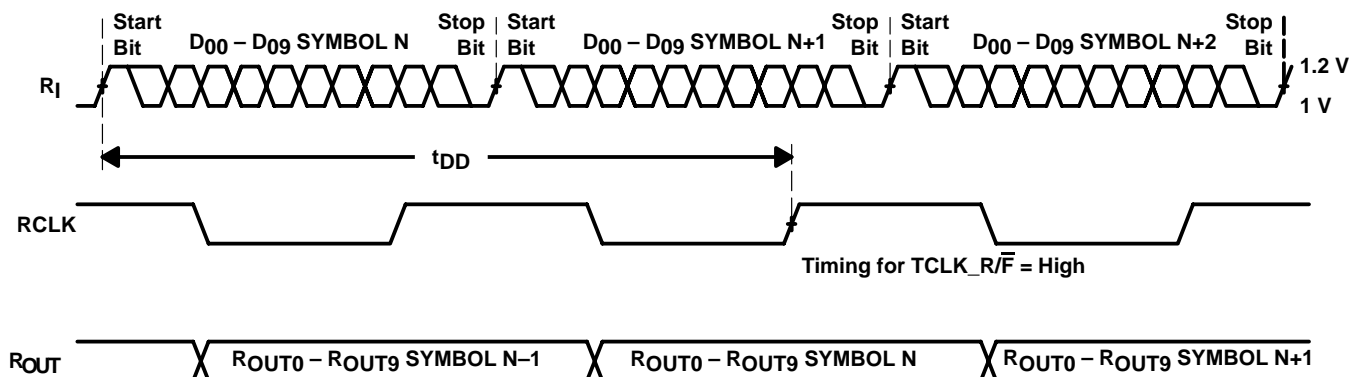 Start Bit
D00 – D09 SYMBOL N
Stop Bit
Start Bit
D00 – D09 SYMBOL N+1
Stop Bit
Start Bit
D00 – D09 SYMBOL N+2
Stop Bit
RI
1.2 V
1 V
tDD
RCLK
Timing for TCLK_R/F̅ = High
ROUT
ROUT0 – ROUT9 SYMBOL N–1
ROUT0 – ROUT9 SYMBOL N
ROUT0 – ROUT9 SYMBOL N+1